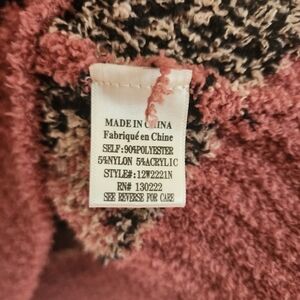 MADE IN CHINA
Fabriqué en Chine
SELF:90%POLYESTER
5%NYLON 5%ACRYLIC
STYLE#:12W2221N
RN# 130222
SEE REVERSE FOR CARE